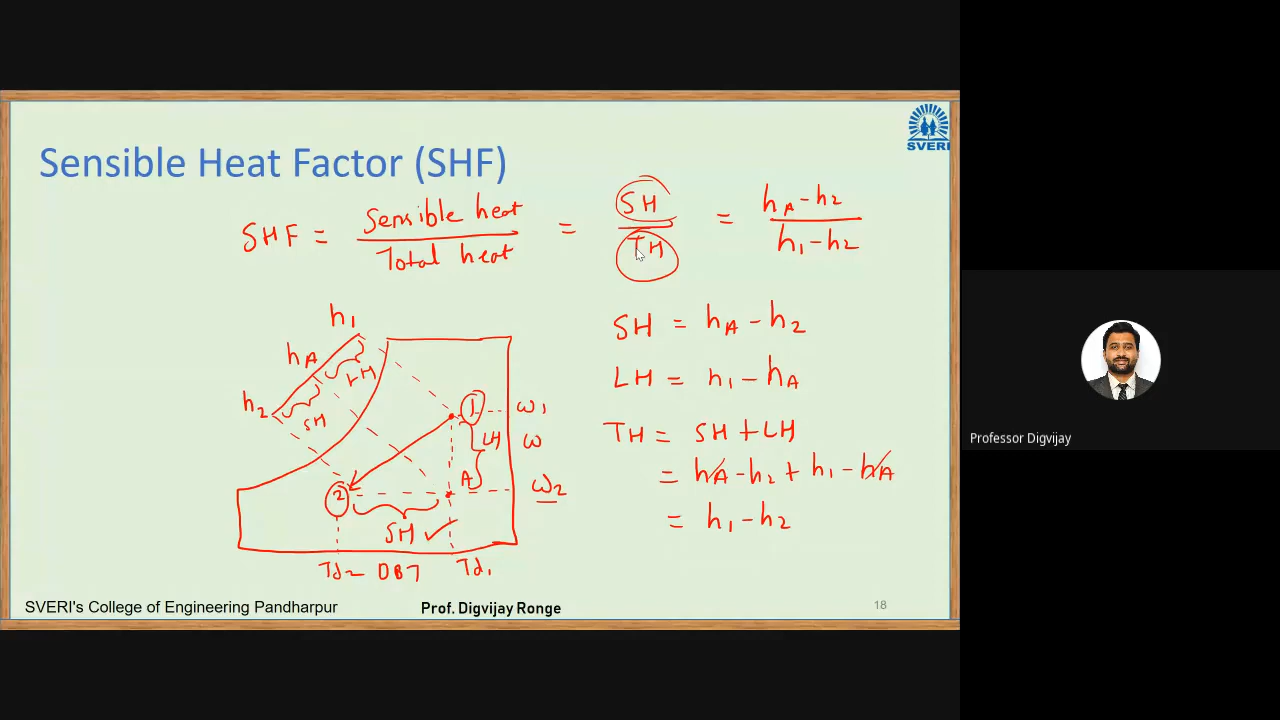 SVERI
Sensible Heat Factor (SHF)
SHF = Sensible heat / Total heat = SH / TH = hA - h2 / h1 - h2
SH = hA - h2
LH = h1 - hA
TH = SH + LH
= hA - h2 + h1 - hA
= h1 - h2
h1
hA
LH
h2
SH
1
ω1
LH
ω
A
2
ω2
SH ✓
Td2 DBT Td1
Professor Digvijay
SVERI's College of Engineering Pandharpur
Prof. Digvijay Ronge
18